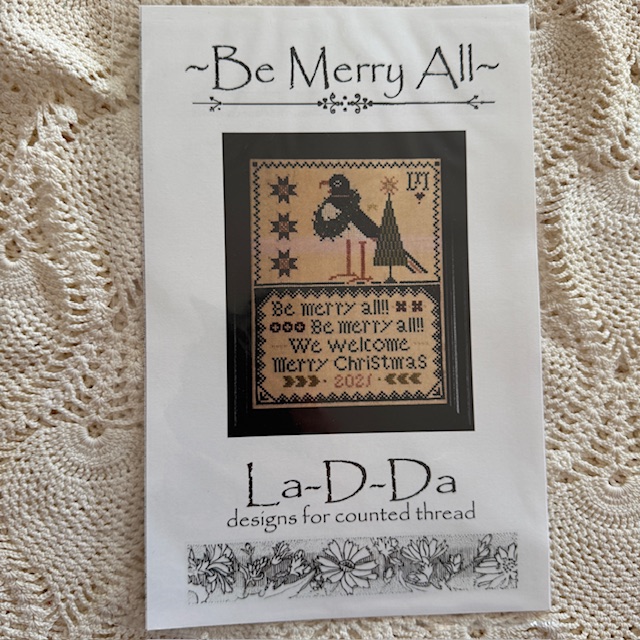 ~Be Merry All~
Be merry all!!
Be merry all!!
We welcome
Merry Christmas
2021
La-D-Da
designs for counted thread